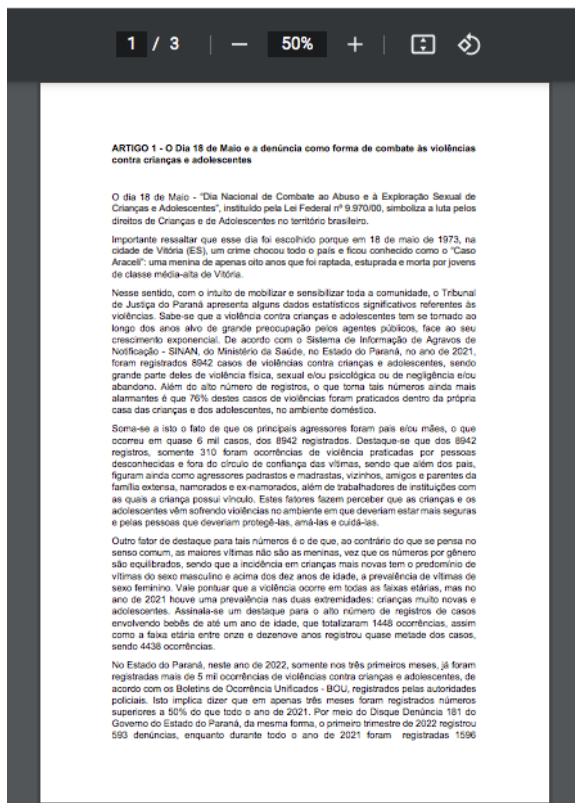 1 / 3 50%
ARTIGO 1 - O Dia 18 de Maio e a denúncia como forma de combate às violências
contra crianças e adolescentes
O dia 18 de Maio - "Dia Nacional de Combate ao Abuso e à Exploração Sexual de
Crianças e Adolescentes", instituído pela Lei Federal nº 9.970/00, simboliza a luta pelos
direitos de Crianças e de Adolescentes no território brasileiro.
Importante ressaltar que esse dia foi escolhido porque em 18 de maio de 1973, na
cidade de Vitória (ES), um crime chocou todo o país e ficou conhecido como o "Caso
Araceli": uma menina de apenas oito anos que foi raptada, estuprada e morta por jovens
de classe média-alta de Vitória.
Nesse sentido, com o intuito de mobilizar e sensibilizar toda a comunidade, o Tribunal
de Justiça do Paraná apresenta alguns dados estatísticos significativos referentes às
violências. Sabe-se que a violência contra crianças e adolescentes tem se tornado ao
longo dos anos alvo de grande preocupação pelos agentes públicos, face ao seu
crescimento exponencial. De acordo com o Sistema de Informação de Agravos de
Notificação - SINAN, do Ministério da Saúde, no Estado do Paraná, no ano de 2021,
foram registrados 8942 casos de violências contra crianças e adolescentes, sendo
grande parte deles de violência física, sexual e/ou psicológica ou de negligência e/ou
abandono. Além do alto número de registros, o que torna tais números ainda mais
alarmantes é que 76% destes casos de violências foram praticados dentro da própria
casa das crianças e dos adolescentes, no ambiente doméstico.
Soma-se a isto o fato de que os principais agressores foram pais e/ou mães, o que
ocorreu em quase 6 mil casos, dos 8942 registrados. Destaque-se que dos 8942
registros, somente 310 foram ocorrências de violência praticadas por pessoas
desconhecidas e fora do círculo de confiança das vítimas, sendo que além dos pais,
figuram ainda como agressores padrastos e madrastas, vizinhos, amigos e parentes da
família extensa, namorados e ex-namorados, além de trabalhadores de instituições com
as quais a criança possui vínculo. Estes fatores fazem perceber que as crianças e os
adolescentes vêm sofrendo violências no ambiente em que deveriam estar mais seguras
e pelas pessoas que deveriam protegê-las, amá-las e cuidá-las.
Outro fator de destaque para tais números é o de que, ao contrário do que se pensa no
senso comum, as maiores vítimas não são as meninas, vez que os números por gênero
são equilibrados, sendo que a incidência em crianças mais novas tem o predomínio de
vítimas do sexo masculino e acima dos dez anos de idade, a prevalência de vítimas de
sexo feminino. Vale pontuar que a violência ocorre em todas as faixas etárias, mas no
ano de 2021 houve uma prevalência nas duas extremidades: crianças muito novas e
adolescentes. Assinala-se um destaque para o alto número de registros de casos
envolvendo bebês de até um ano de idade, que totalizaram 1448 ocorrências, assim
como a faixa etária entre onze e dezenove anos registrou quase metade dos casos,
sendo 4438 ocorrências.
No Estado do Paraná, neste ano de 2022, somente nos três primeiros meses, já foram
registradas mais de 5 mil ocorrências de violências contra crianças e adolescentes, de
acordo com os Boletins de Ocorrência Unificados - BOU, registrados pelas autoridades
policiais. Isto implica dizer que em apenas três meses foram registrados números
superiores a 50% do que todo o ano de 2021. Por meio do Disque Denúncia 181 do
Governo do Estado do Paraná, da mesma forma, o primeiro trimestre de 2022 registrou
593 denúncias, enquanto durante todo o ano de 2021 foram registradas 1596